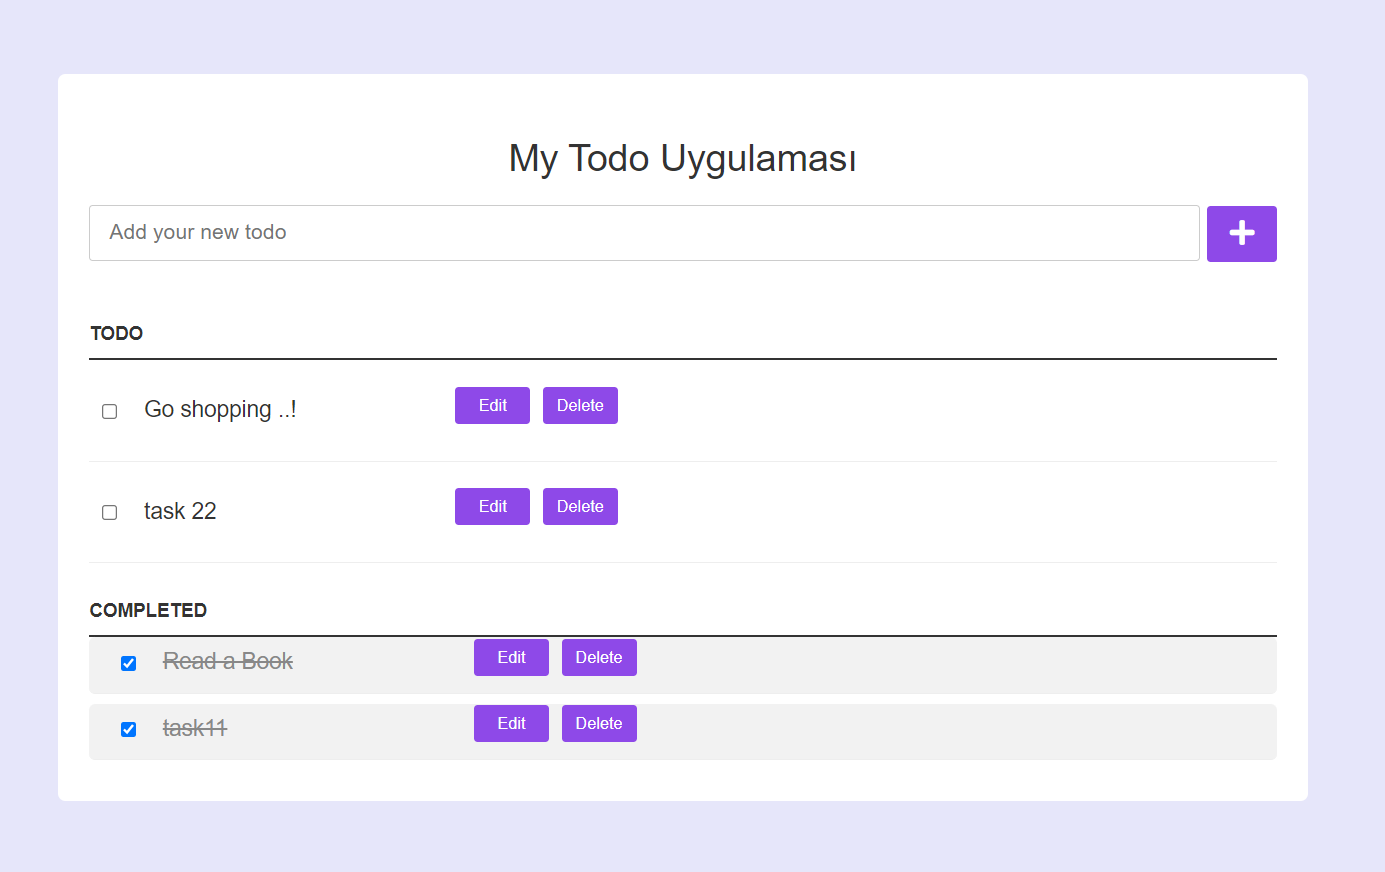 My Todo Uygulaması
Add your new todo
TODO
Go shopping ..! Edit Delete
task 22 Edit Delete
COMPLETED
Read a Book Edit Delete
task11 Edit Delete